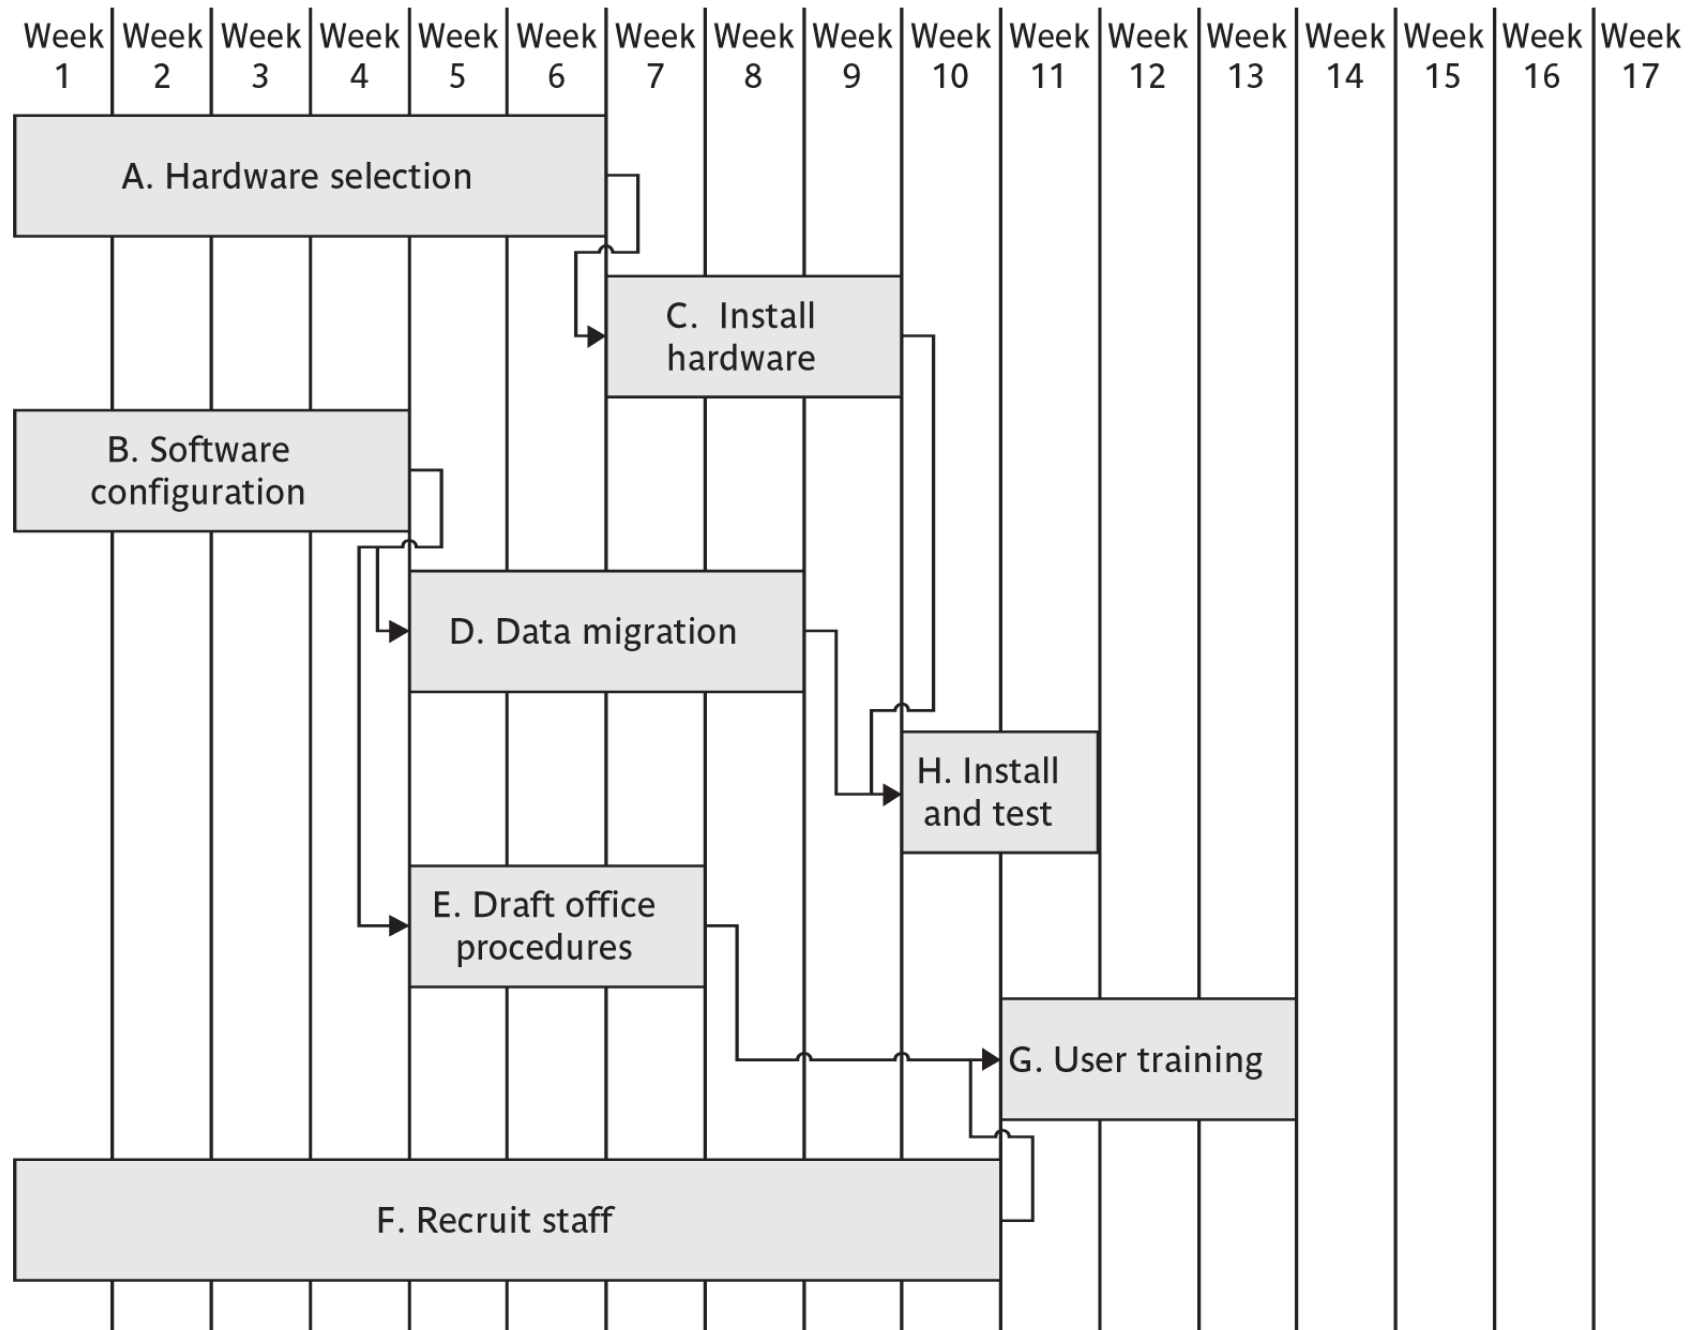 Week Week Week Week Week Week Week Week Week Week Week Week Week Week Week Week Week
1 2 3 4 5 6 7 8 9 10 11 12 13 14 15 16 17
A. Hardware selection
C. Install
hardware
B. Software
configuration
D. Data migration
H. Install
and test
E. Draft office
procedures
G. User training
F. Recruit staff